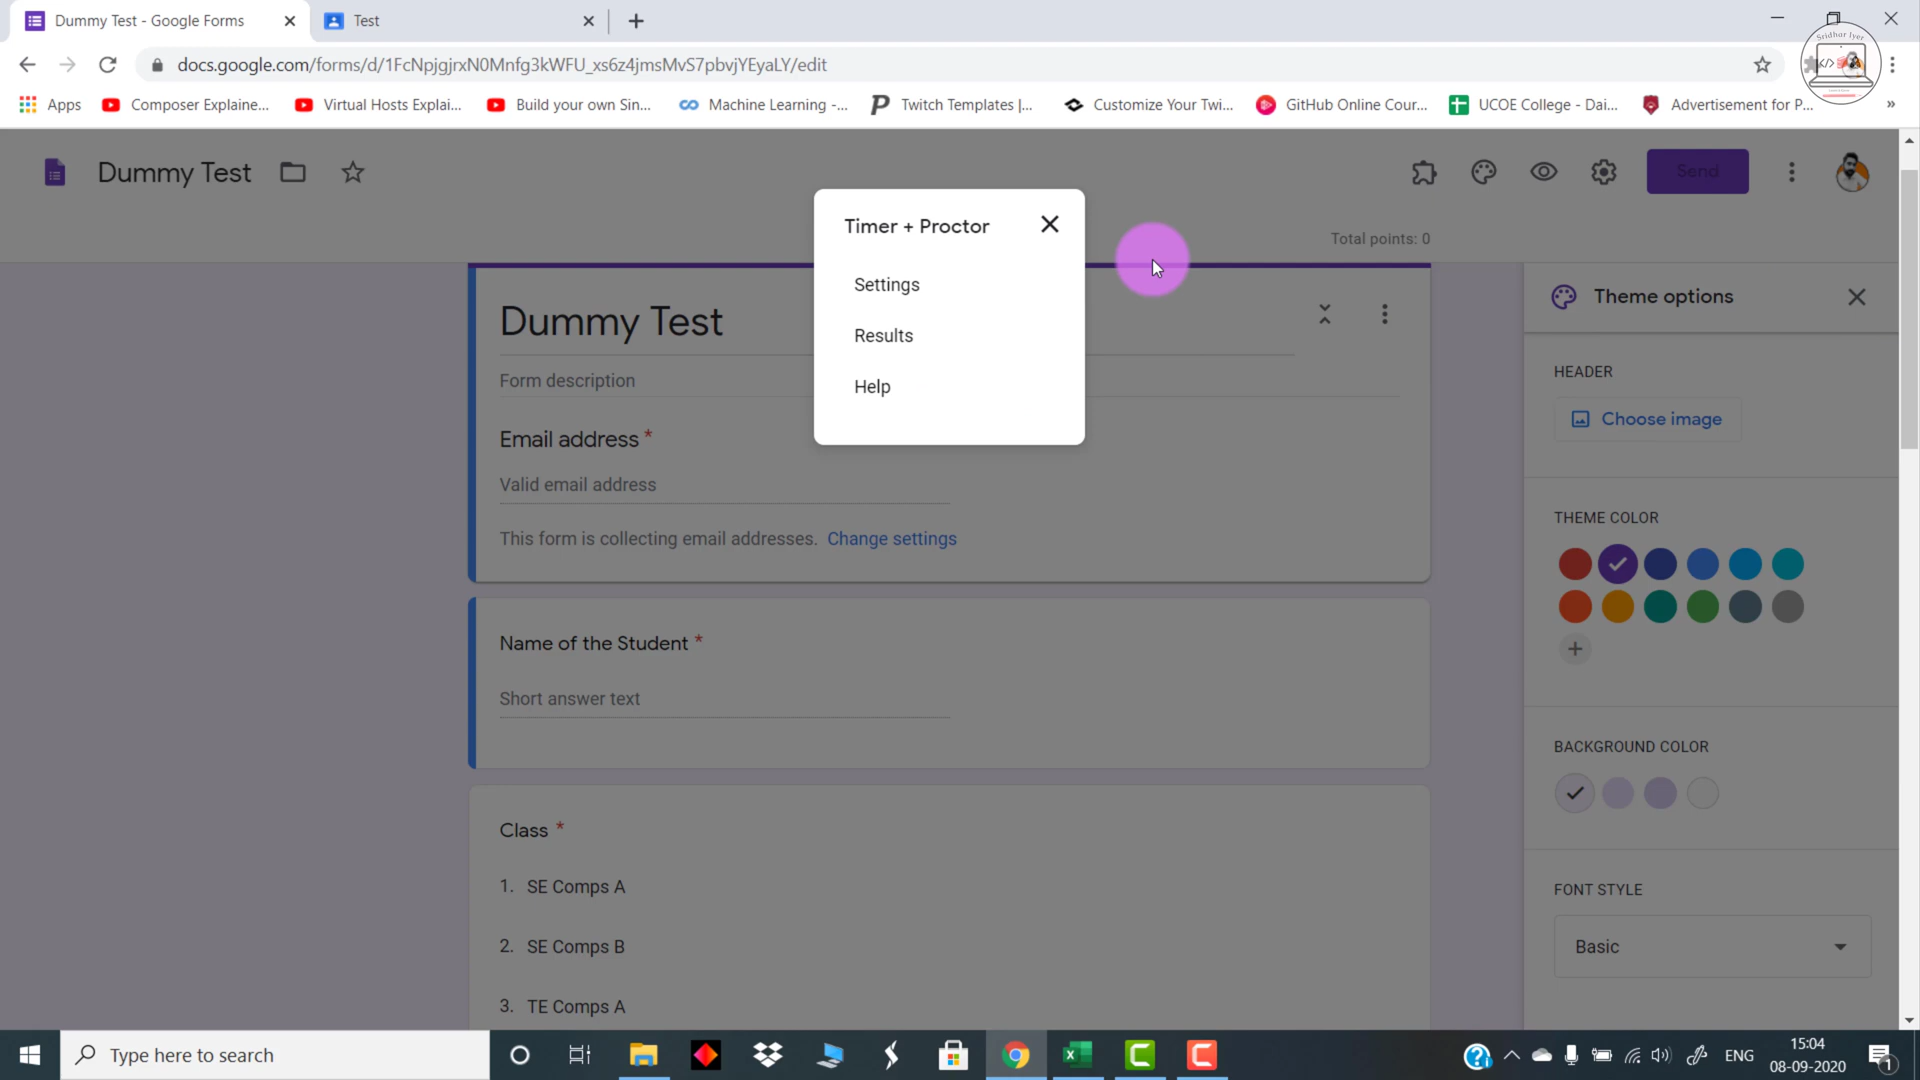 Dummy Test - Google Forms
Test
docs.google.com/forms/d/1FcNpjgjrxN0Mnfg3kWFU_xs6z4jmsMvS7pbvjYEyaLY/edit
Sridhar Iyer
Apps
Composer Explaine...
Virtual Hosts Explai...
Build your own Sin...
Machine Learning -...
Twitch Templates |...
Customize Your Twi...
GitHub Online Cour...
UCOE College - Dai...
Advertisement for P...
Dummy Test
Send
Total points: 0
Timer + Proctor
Settings
Results
Help
Dummy Test
Form description
Email address *
Valid email address
This form is collecting email addresses. Change settings
Name of the Student *
Short answer text
Class *
1. SE Comps A
2. SE Comps B
3. TE Comps A
Theme options
HEADER
Choose image
THEME COLOR
BACKGROUND COLOR
FONT STYLE
Basic
Type here to search
ENG
15:04
08-09-2020
1